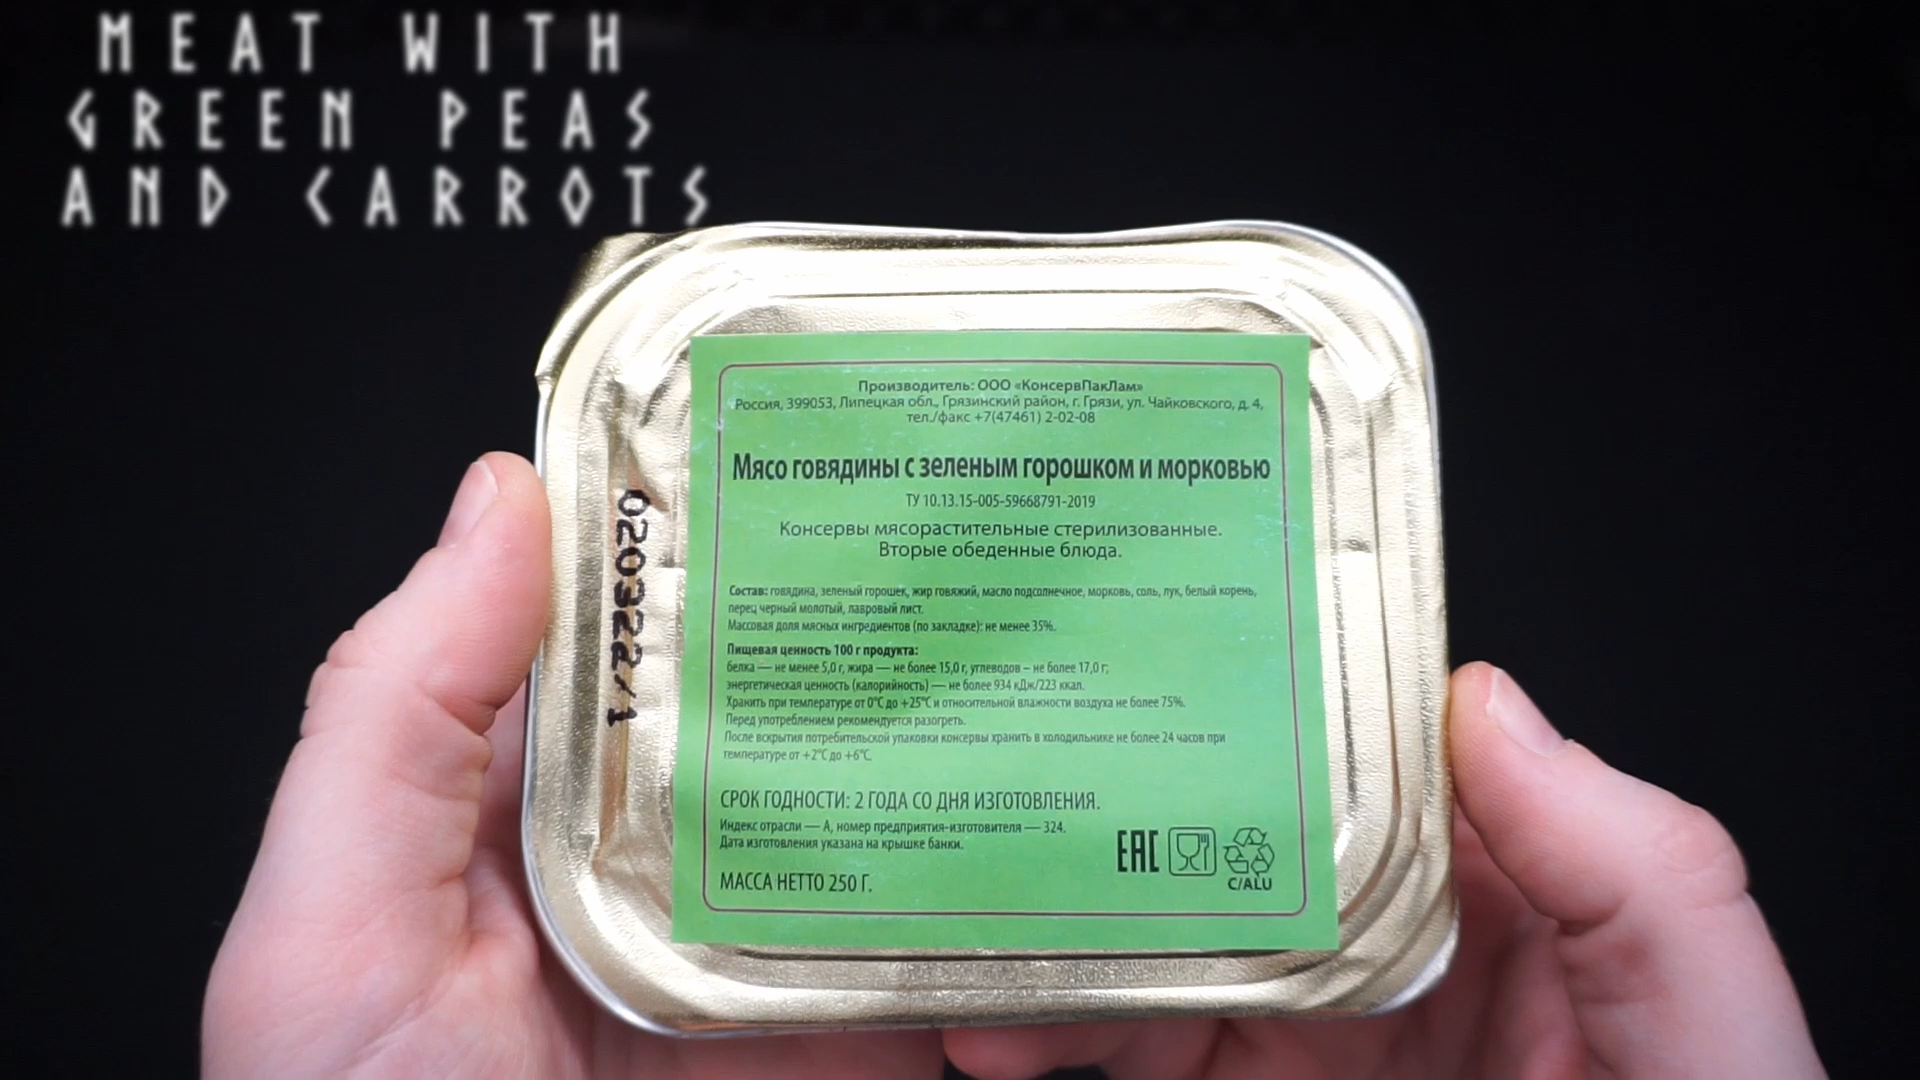 MEAT WITH
GREEN PEAS
AND CARROTS
Производитель: ООО «КонсервПакЛам»
Россия, 399053, Липецкая обл., Грязинский район, г. Грязи, ул. Чайковского, д. 4,
тел./факс +7(47461) 2-02-08
Мясо говядины с зеленым горошком и морковью
ТУ 10.13.15-005-59668791-2019
Консервы мясорастительные стерилизованные.
Вторые обеденные блюда.
Состав: говядина, зеленый горошек, жир говяжий, масло подсолнечное, морковь, соль, лук, белый корень,
перец черный молотый, лавровый лист.
Массовая доля мясных ингредиентов (по закладке): не менее 35%.
Пищевая ценность 100 г продукта:
белка — не менее 5,0 г, жира — не более 15,0 г, углеводов – не более 17,0 г;
энергетическая ценность (калорийность) — не более 934 кДж/223 ккал.
Хранить при температуре от 0°С до +25°С и относительной влажности воздуха не более 75%.
Перед употреблением рекомендуется разогреть.
После вскрытия потребительской упаковки консервы хранить в холодильнике не более 24 часов при
температуре от +2°С до +6°С.
СРОК ГОДНОСТИ: 2 ГОДА СО ДНЯ ИЗГОТОВЛЕНИЯ.
Индекс отрасли — А, номер предприятия-изготовителя — 324.
Дата изготовления указана на крышке банки.
МАССА НЕТТО 250 Г.
EAC
C/ALU
020322/1